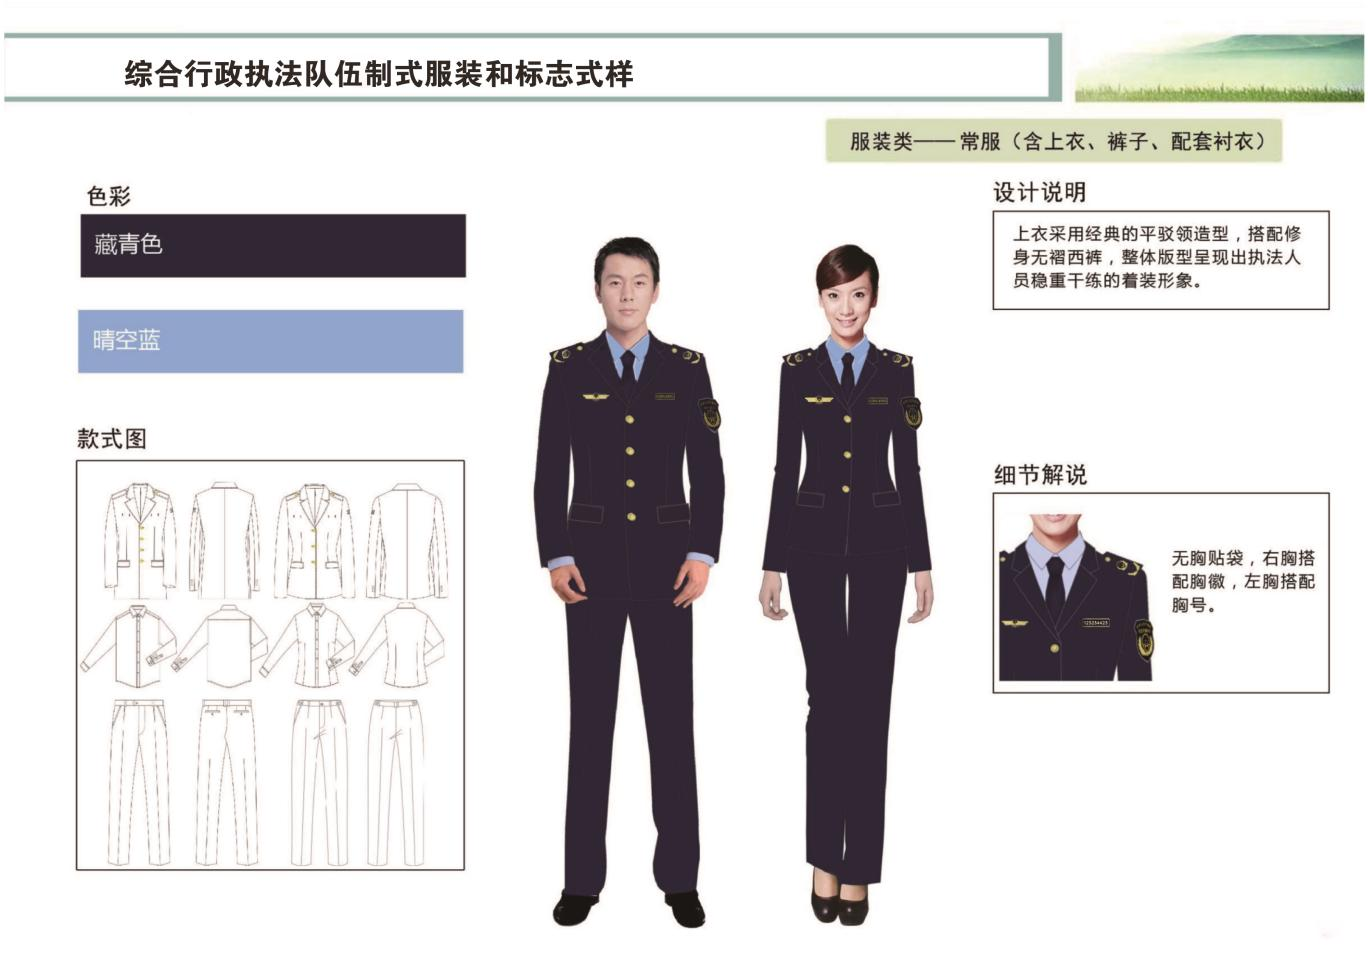 综合行政执法队伍制式服装和标志式样
服装类——常服（含上衣、裤子、配套衬衣）
色彩
藏青色
晴空蓝
款式图
设计说明
上衣采用经典的平驳领造型，搭配修
身无褶西裤，整体版型呈现出执法人
员稳重干练的着装形象。
细节解说
无胸贴袋，右胸搭
配胸徽，左胸搭配
胸号。